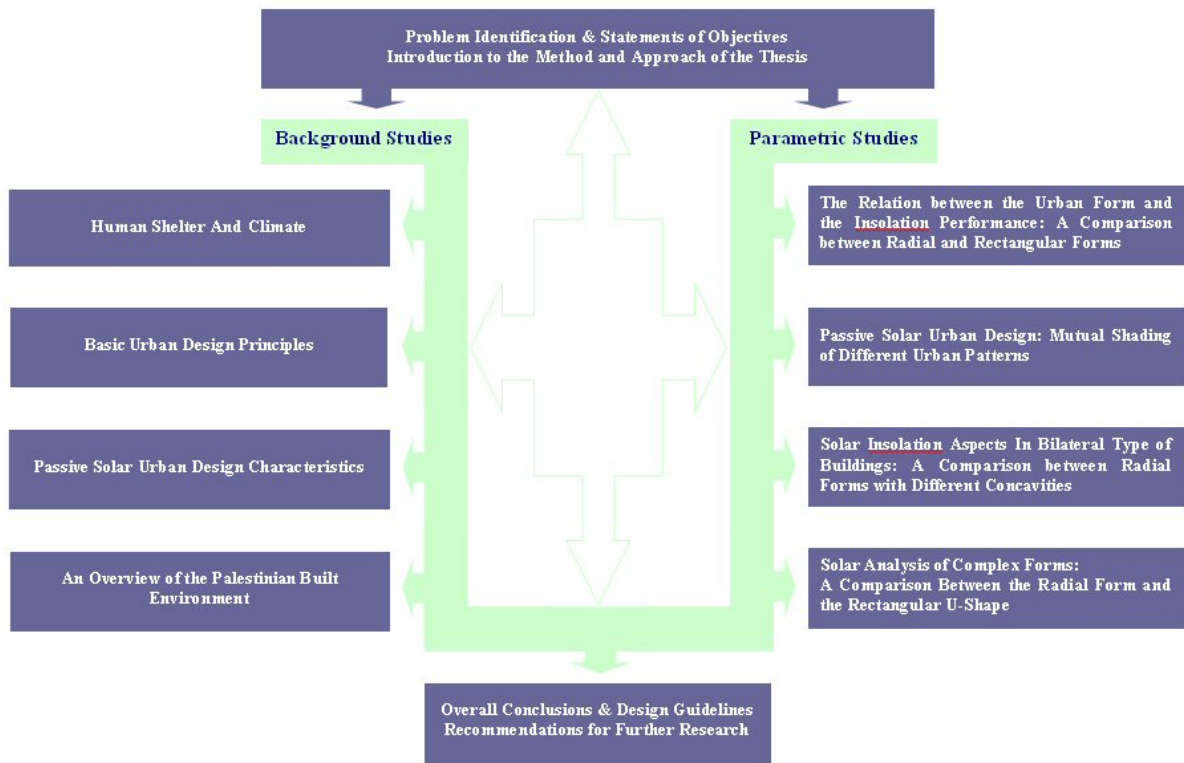 Problem Identification & Statements of Objectives
Introduction to the Method and Approach of the Thesis
Background Studies
Parametric Studies
Human Shelter And Climate
Basic Urban Design Principles
Passive Solar Urban Design Characteristics
An Overview of the Palestinian Built
Environment
The Relation between the Urban Form and
the Insolation Performance: A Comparison
between Radial and Rectangular Forms
Passive Solar Urban Design: Mutual Shading
of Different Urban Patterns
Solar Insolation Aspects In Bilateral Type of
Buildings: A Comparison between Radial
Forms with Different Concavities
Solar Analysis of Complex Forms:
A Comparison Between the Radial Form and
the Rectangular U-Shape
Overall Conclusions & Design Guidelines
Recommendations for Further Research